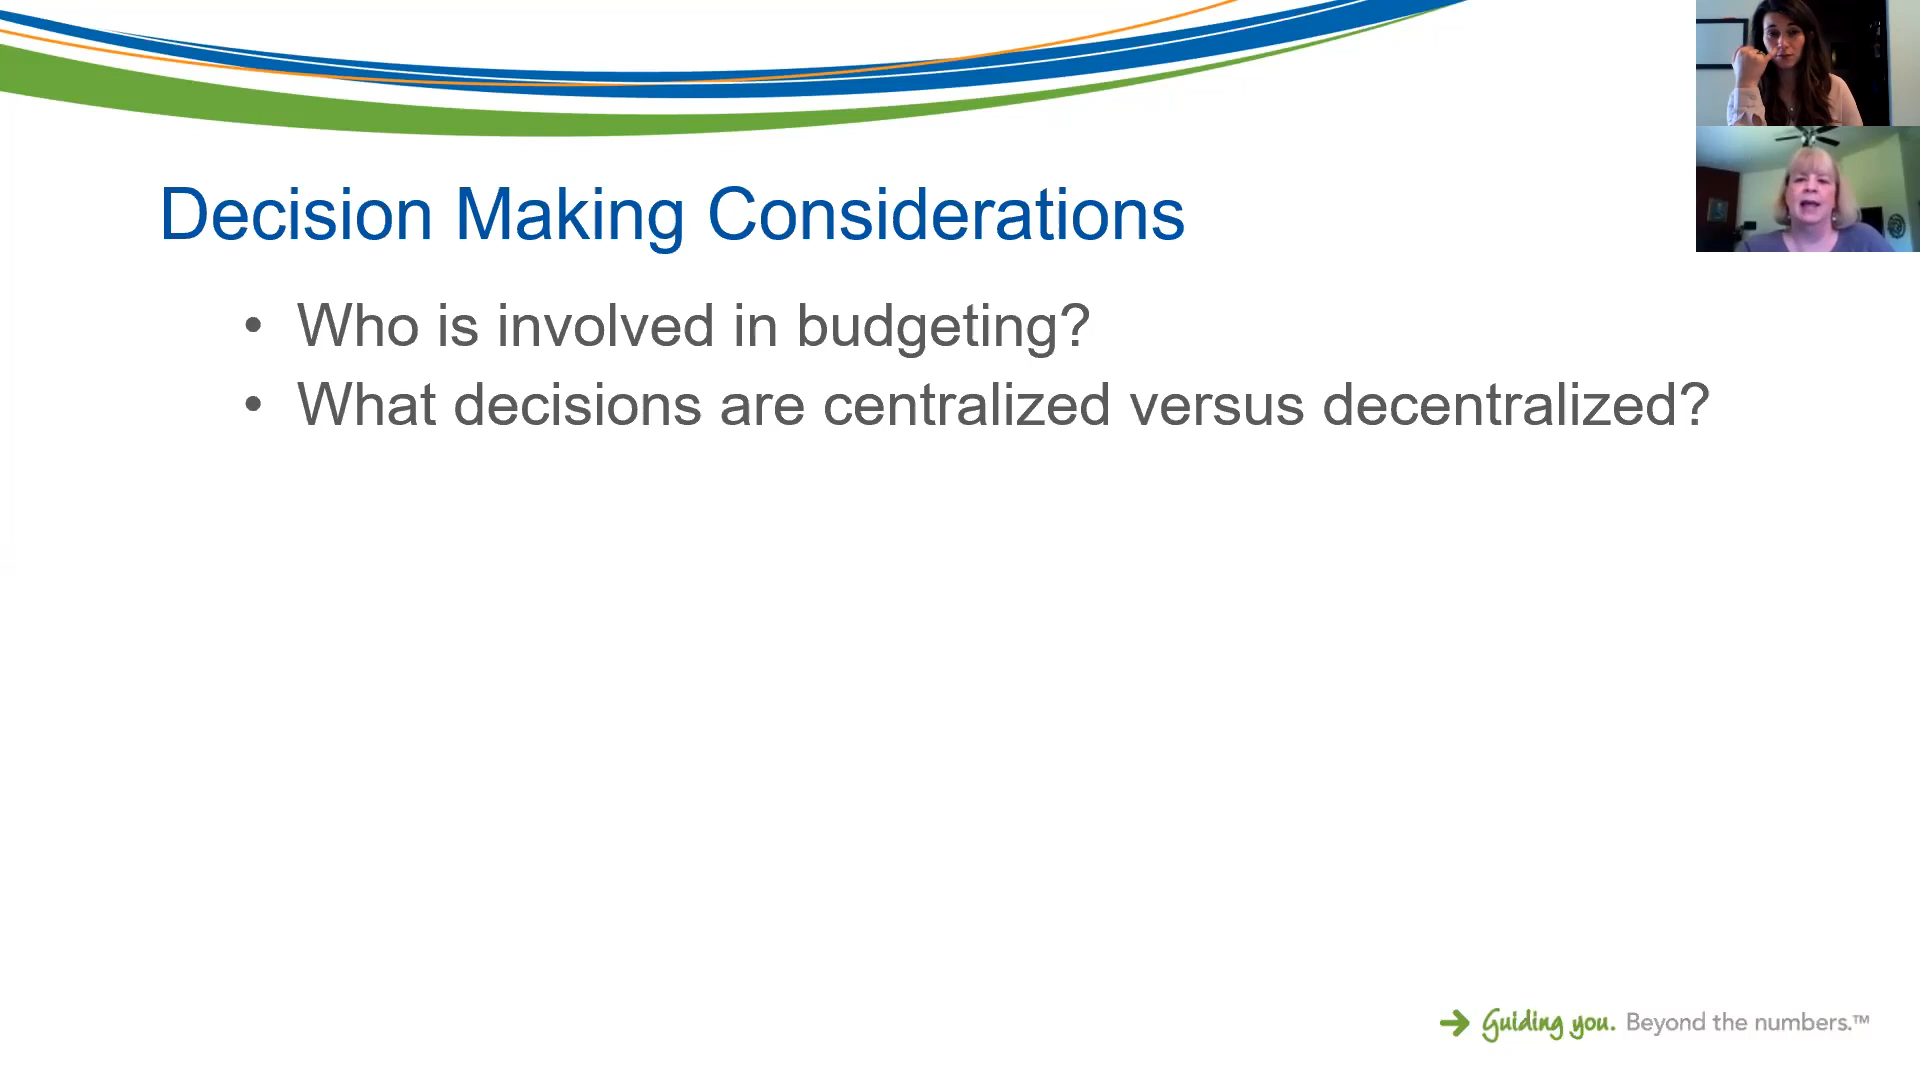 Decision Making Considerations
• Who is involved in budgeting?
• What decisions are centralized versus decentralized?
Guiding you. Beyond the numbers.™